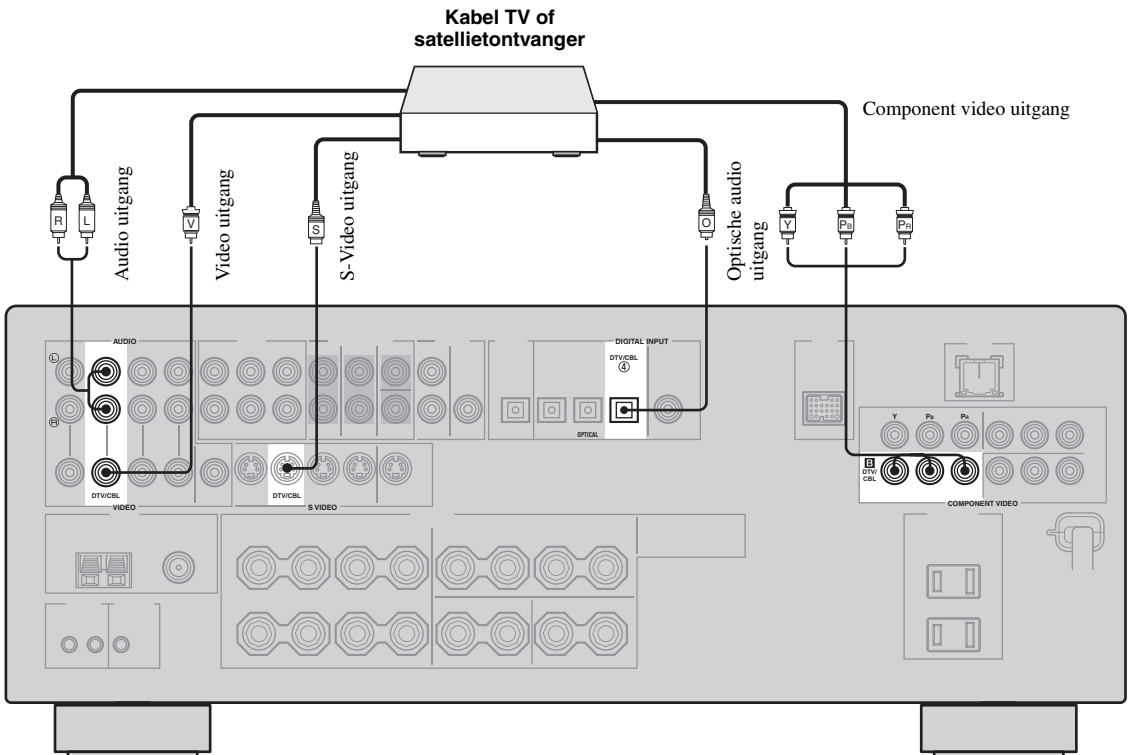 Kabel TV of
satellietontvanger
Component video uitgang
Audio uitgang
Video uitgang
S-Video uitgang
Optische audio
uitgang
R
L
V
S
O
Y
PB
PR
AUDIO
DIGITAL INPUT
DTV/CBL
④
L
R
OPTICAL
Y
PB
PR
B
DTV/
CBL
DTV/CBL
DTV/CBL
VIDEO
S VIDEO
COMPONENT VIDEO